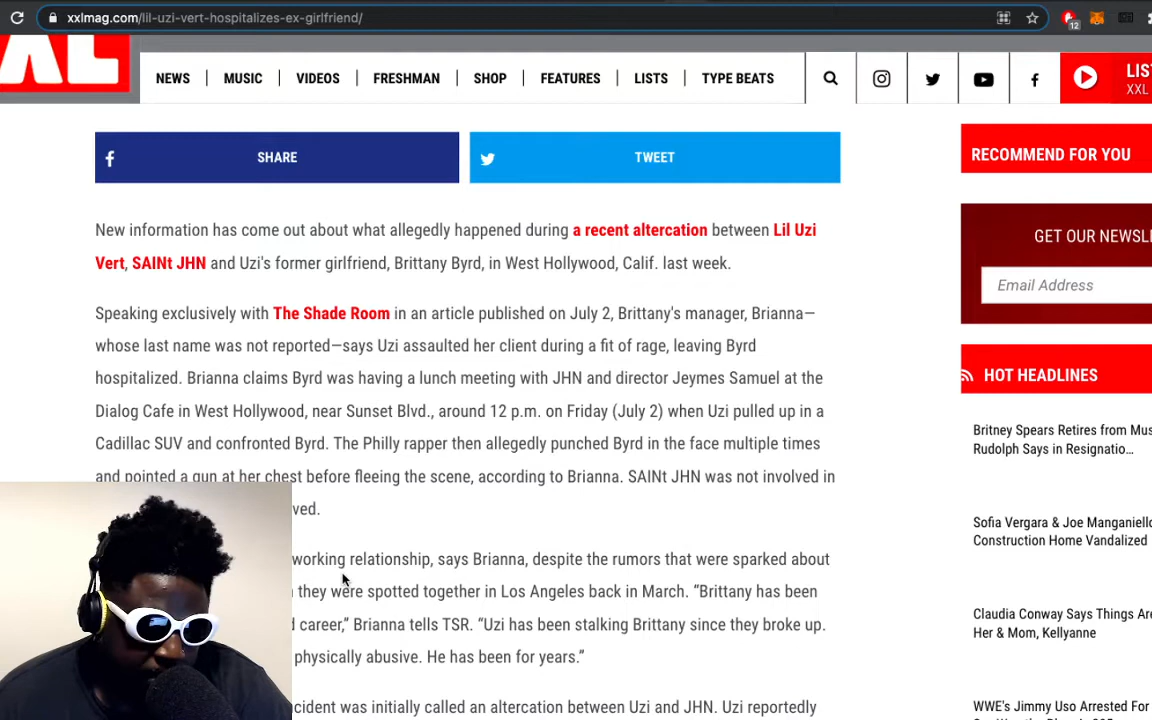 xxlmag.com/lil-uzi-vert-hospitalizes-ex-girlfriend/
12
XXL
NEWS
MUSIC
VIDEOS
FRESHMAN
SHOP
FEATURES
LISTS
TYPE BEATS
LIS
XXL
SHARE
TWEET
RECOMMEND FOR YOU
New information has come out about what allegedly happened during a recent altercation between Lil Uzi
Vert, SAINt JHN and Uzi's former girlfriend, Brittany Byrd, in West Hollywood, Calif. last week.
Speaking exclusively with The Shade Room in an article published on July 2, Brittany's manager, Brianna—
whose last name was not reported—says Uzi assaulted her client during a fit of rage, leaving Byrd
hospitalized. Brianna claims Byrd was having a lunch meeting with JHN and director Jeymes Samuel at the
Dialog Cafe in West Hollywood, near Sunset Blvd., around 12 p.m. on Friday (July 2) when Uzi pulled up in a
Cadillac SUV and confronted Byrd. The Philly rapper then allegedly punched Byrd in the face multiple times
and pointed a gun at her chest before fleeing the scene, according to Brianna. SAINt JHN was not involved in
ved.
working relationship, says Brianna, despite the rumors that were sparked about
they were spotted together in Los Angeles back in March. “Brittany has been
career,” Brianna tells TSR. “Uzi has been stalking Brittany since they broke up.
physically abusive. He has been for years.”
cident was initially called an altercation between Uzi and JHN. Uzi reportedly
GET OUR NEWSL
Email Address
HOT HEADLINES
Britney Spears Retires from Mus
Rudolph Says in Resignatio...
Sofia Vergara & Joe Manganiello
Construction Home Vandalized
Claudia Conway Says Things Are
Her & Mom, Kellyanne
WWE's Jimmy Uso Arrested For